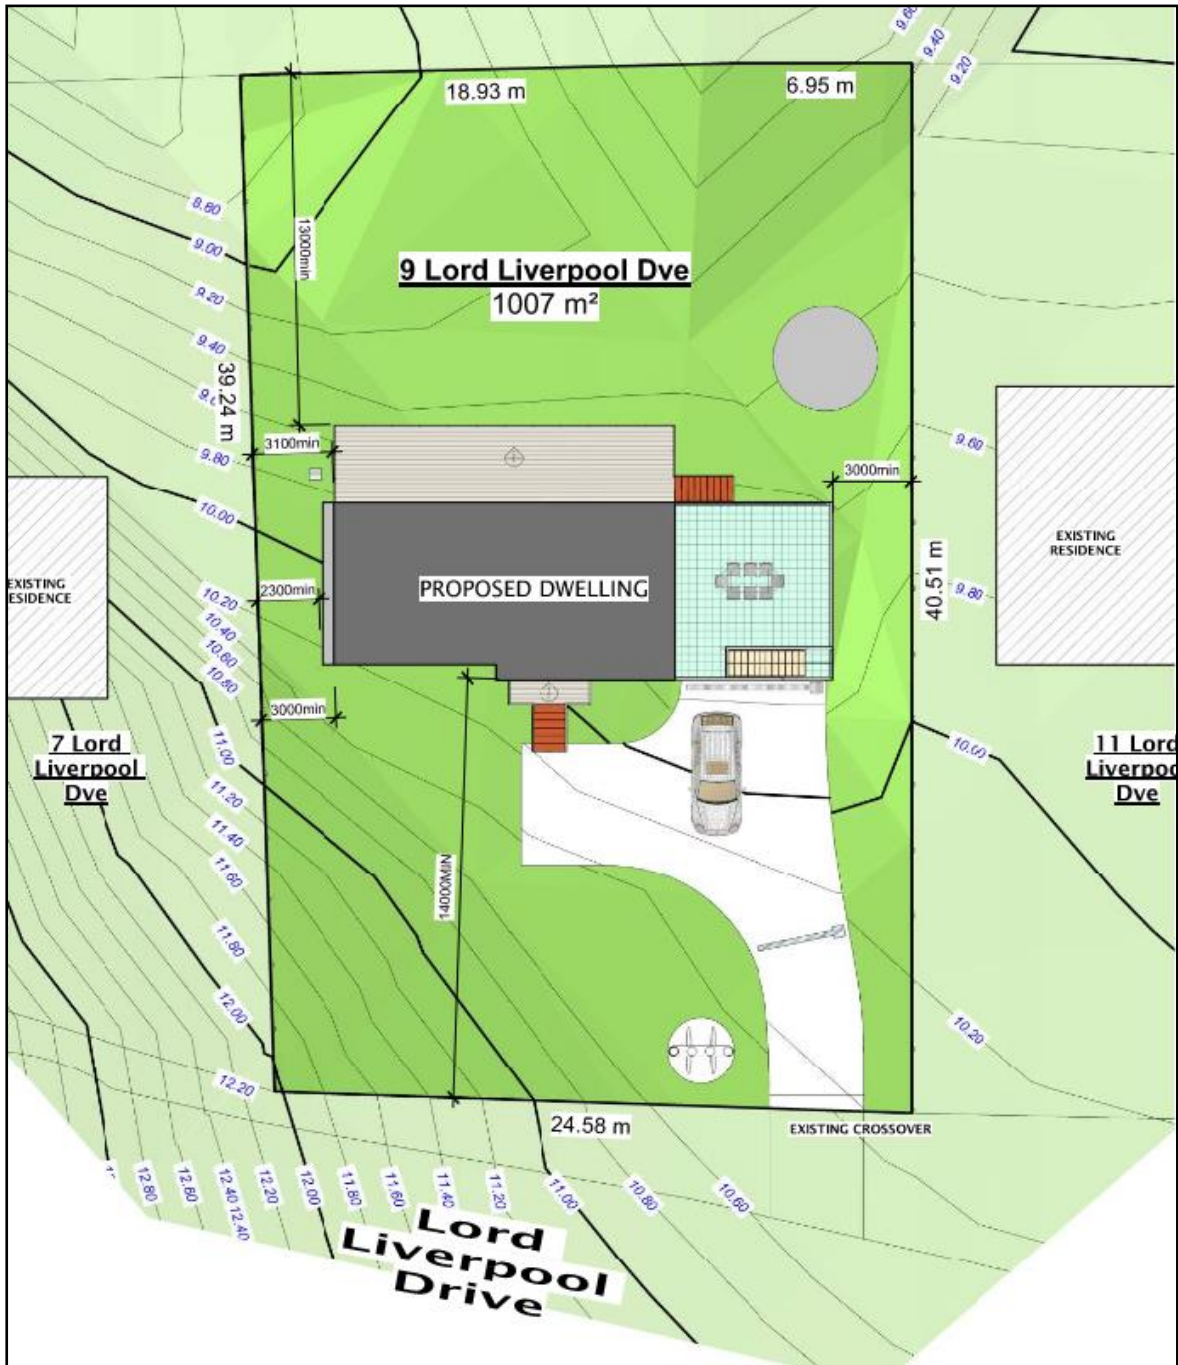 9.60
9.40
9.20
18.93 m
6.95 m
8.80
9.00
13000min
9 Lord Liverpool Dve
1007 m²
9.20
9.40
39.24 m
3100min
9.80
9.60
3000min
10.00
EXISTING
RESIDENCE
40.51 m
EXISTING
ESIDENCE
2300min
PROPOSED DWELLING
9.80
10.20
10.40
10.60
10.80
3000min
11.00
7 Lord
Liverpool
Dve
10.00
11 Lord
Liverpoo
Dve
11.20
11.40
11.60
14000MIN
11.80
12.00
10.20
12.20
24.58 m
EXISTING CROSSOVER
12.80
12.60
12.40
12.40
12.20
12.00
11.80
11.60
11.40
11.20
11.00
10.80
10.60
Lord
Liverpool
Drive